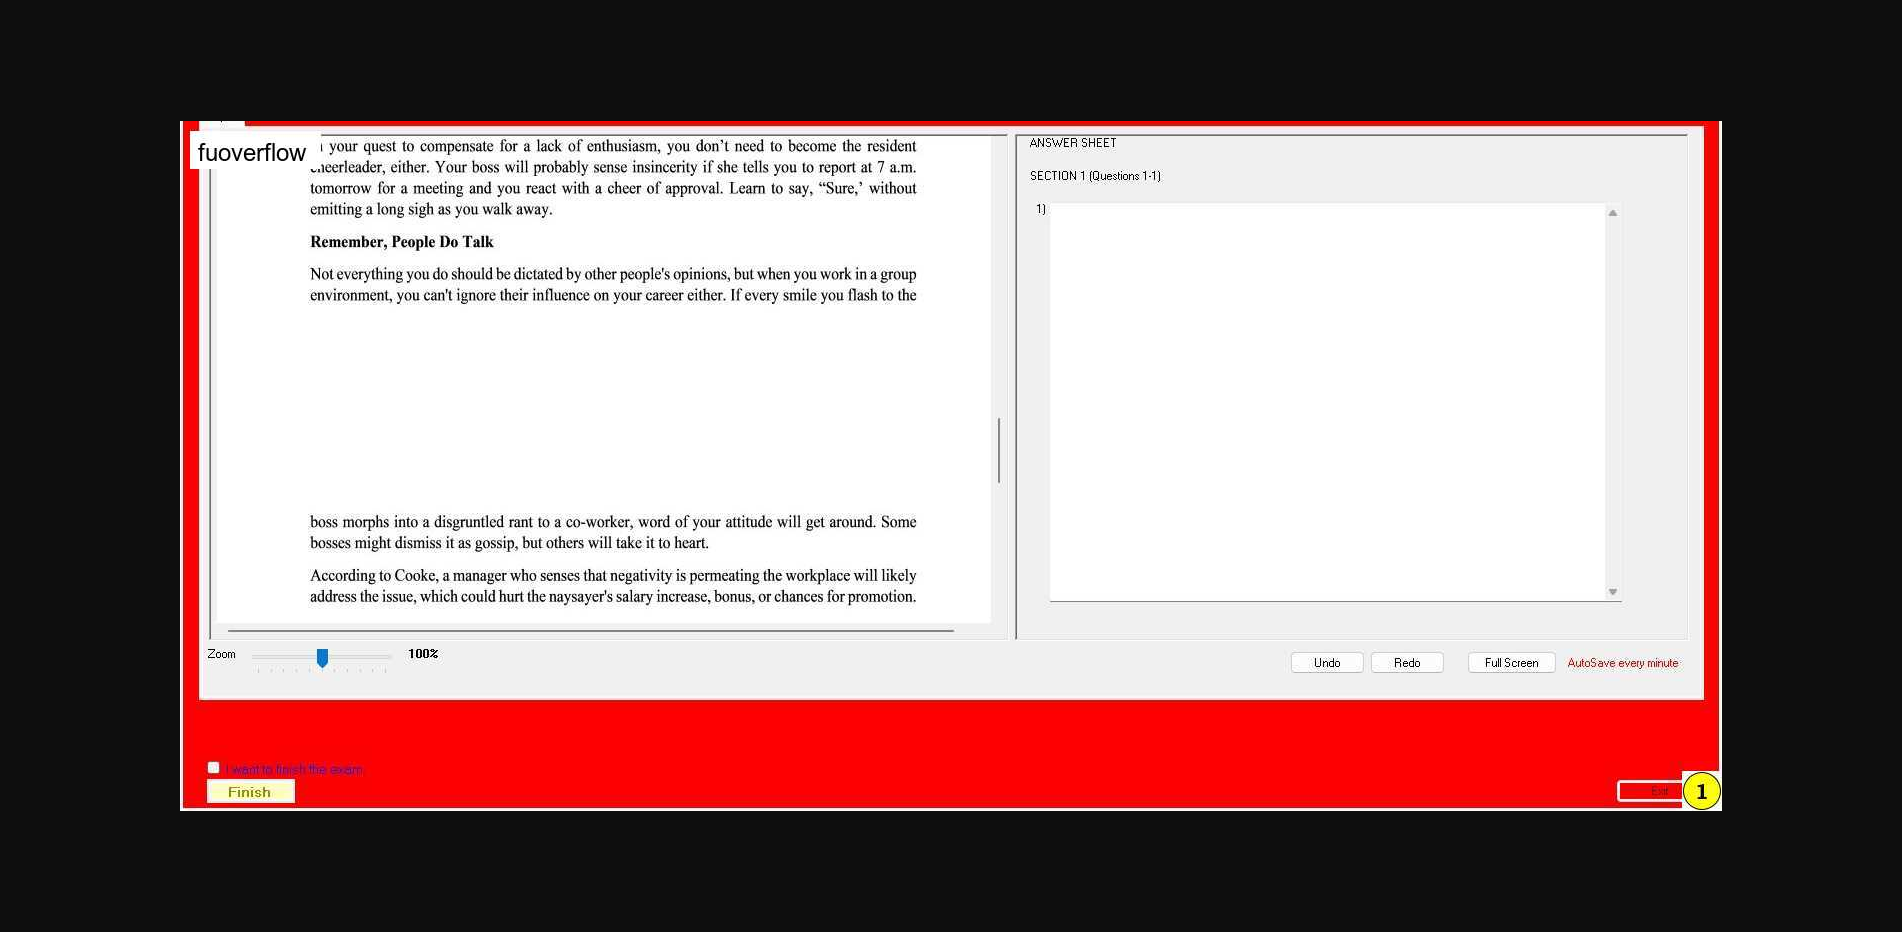 fuoverflow
your quest to compensate for a lack of enthusiasm, you don’t need to become the resident
cheerleader, either. Your boss will probably sense insincerity if she tells you to report at 7 a.m.
tomorrow for a meeting and you react with a cheer of approval. Learn to say, “Sure,’ without
emitting a long sigh as you walk away.
Remember, People Do Talk
Not everything you do should be dictated by other people's opinions, but when you work in a group
environment, you can't ignore their influence on your career either. If every smile you flash to the
boss morphs into a disgruntled rant to a co-worker, word of your attitude will get around. Some
bosses might dismiss it as gossip, but others will take it to heart.
According to Cooke, a manager who senses that negativity is permeating the workplace will likely
address the issue, which could hurt the naysayer's salary increase, bonus, or chances for promotion.
ANSWER SHEET
SECTION 1 (Questions 1-1)
1)
Zoom
100%
Undo
Redo
Full Screen
AutoSave every minute
I want to finish the exam.
Finish
Exit
1